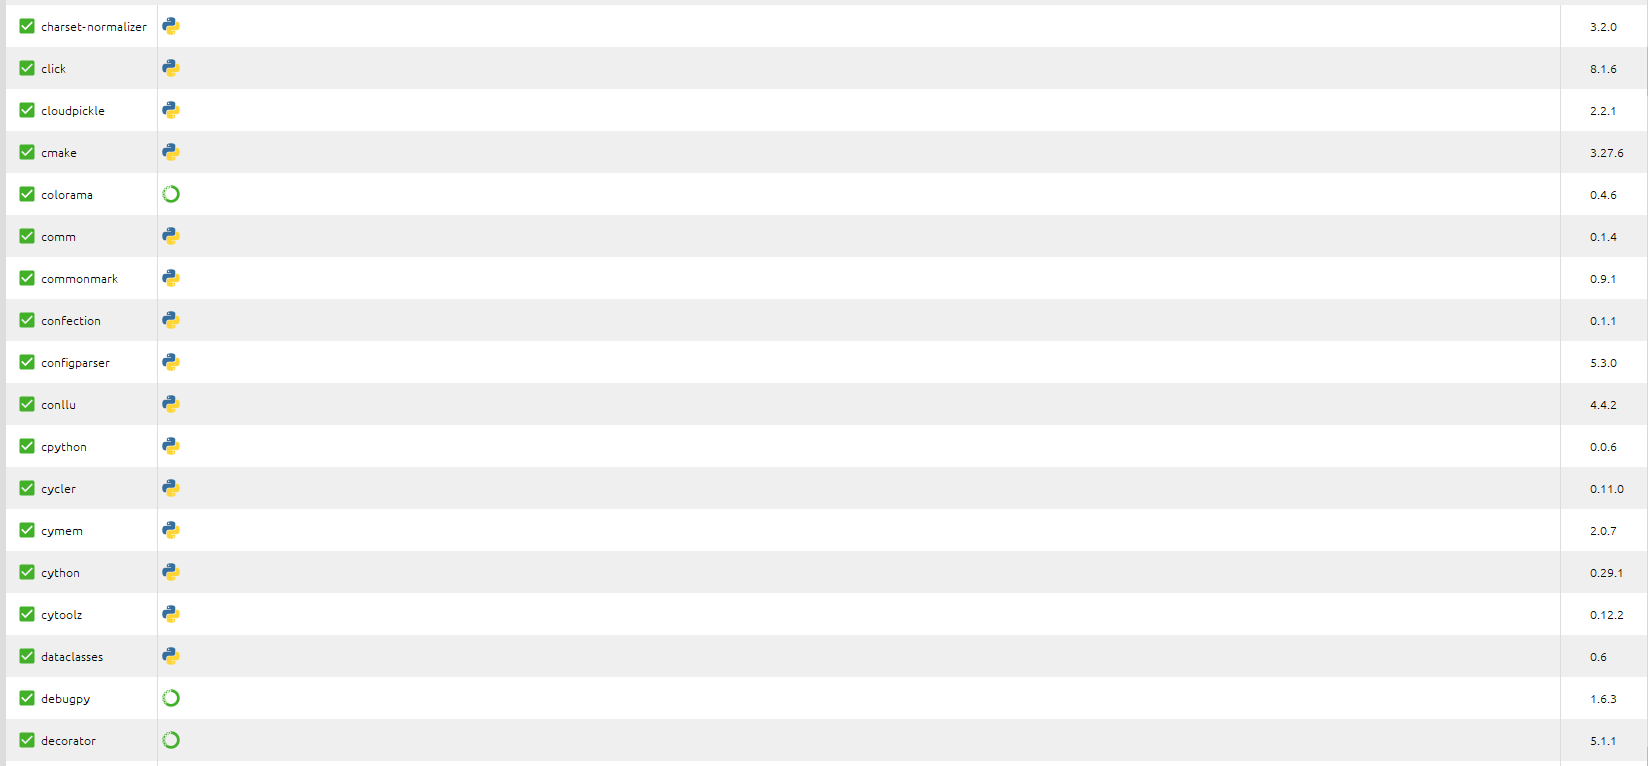 charset-normalizer 3.2.0
click 8.1.6
cloudpickle 2.2.1
cmake 3.27.6
colorama 0.4.6
comm 0.1.4
commonmark 0.9.1
confection 0.1.1
configparser 5.3.0
conllu 4.4.2
cpython 0.0.6
cycler 0.11.0
cymem 2.0.7
cython 0.29.1
cytoolz 0.12.2
dataclasses 0.6
debugpy 1.6.3
decorator 5.1.1